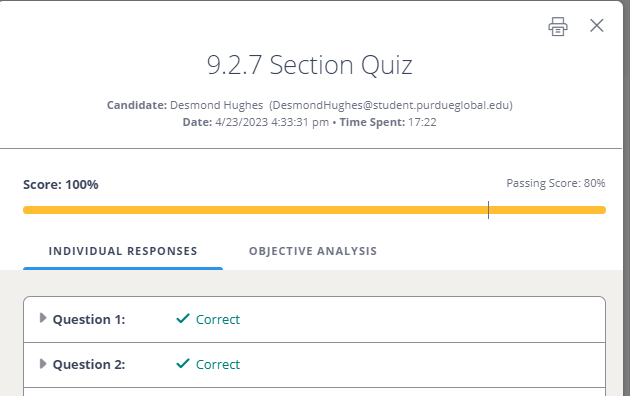 9.2.7 Section Quiz
Candidate: Desmond Hughes (DesmondHughes@student.purdueglobal.edu)
Date: 4/23/2023 4:33:31 pm • Time Spent: 17:22
Score: 100% Passing Score: 80%
INDIVIDUAL RESPONSES OBJECTIVE ANALYSIS
Question 1: Correct
Question 2: Correct